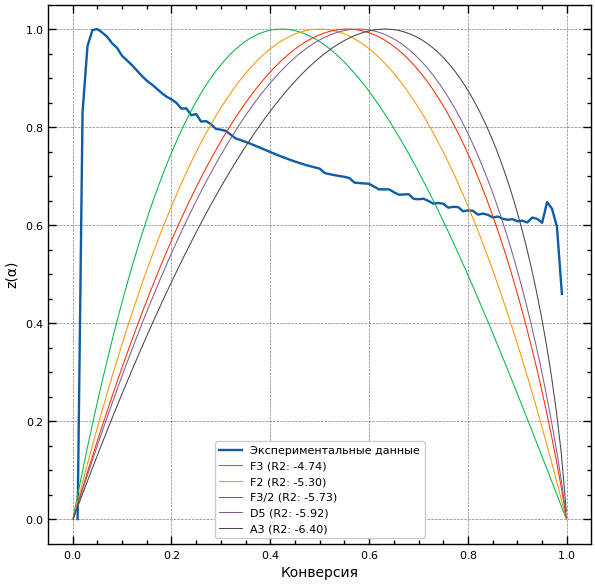 1.0
0.8
0.6
0.4
0.2
0.0
z(α)
Экспериментальные данные
F3 (R2: -4.74)
F2 (R2: -5.30)
F3/2 (R2: -5.73)
D5 (R2: -5.92)
A3 (R2: -6.40)
0.0 0.2 0.4 0.6 0.8 1.0
Конверсия